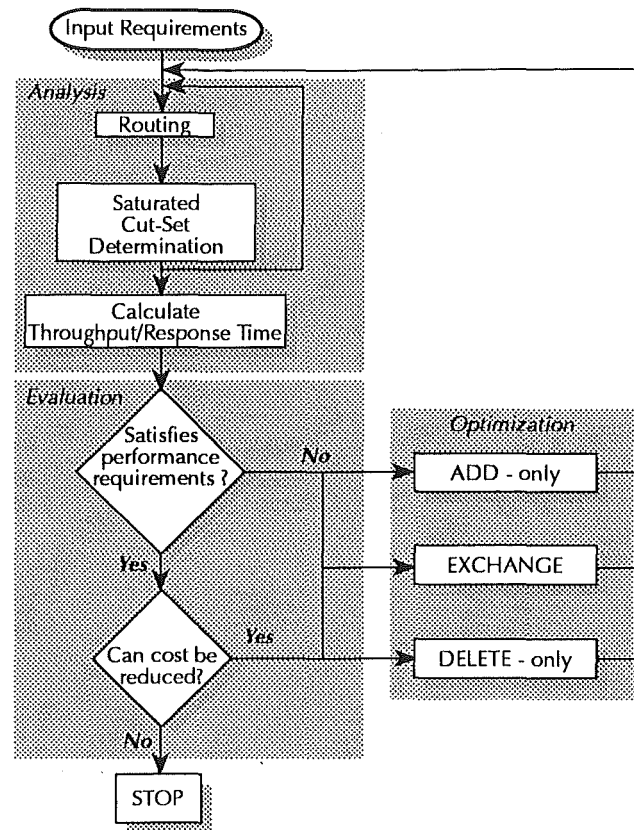 Input Requirements
Analysis
Routing
Saturated
Cut-Set
Determination
Calculate
Throughput/Response Time
Evaluation
Satisfies
performance
requirements ?
No
Yes
Can cost be
reduced?
Yes
No
STOP
Optimization
ADD - only
EXCHANGE
DELETE - only